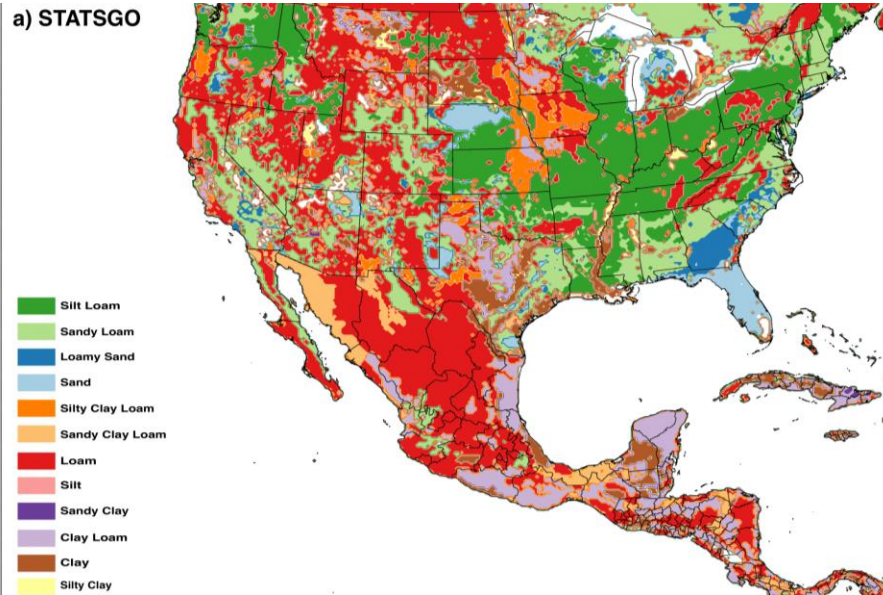 a) STATSGO
Silt Loam
Sandy Loam
Loamy Sand
Sand
Silty Clay Loam
Sandy Clay Loam
Loam
Silt
Sandy Clay
Clay Loam
Clay
Silty Clay